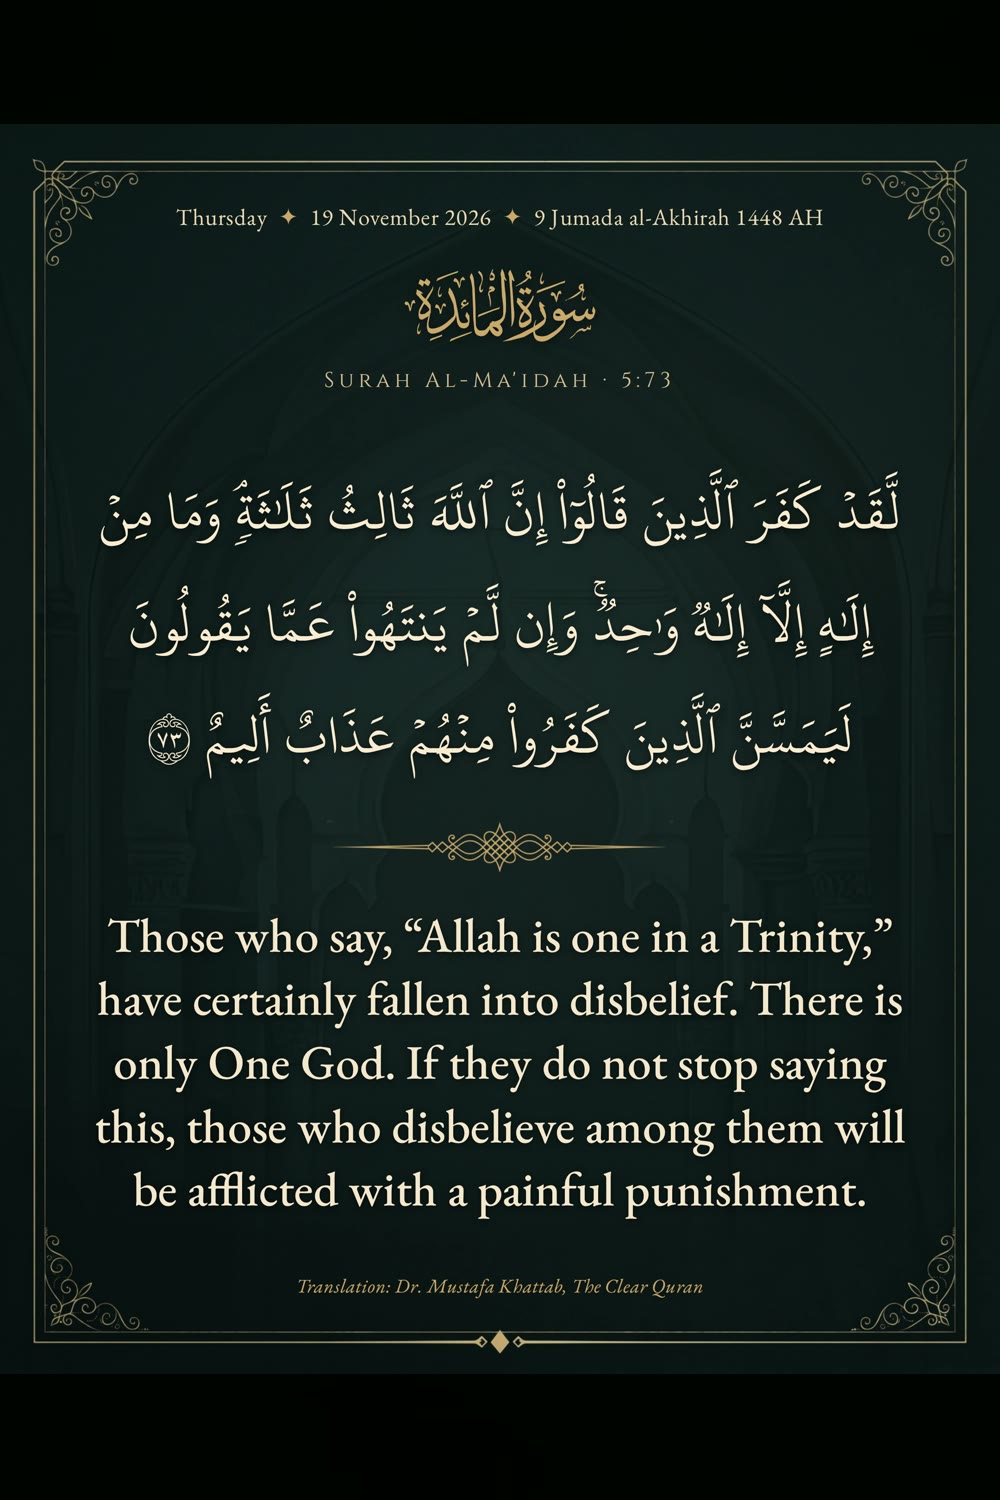 Thursday ✦ 19 November 2026 ✦ 9 Jumada al-Akhirah 1448 AH
سُورَةُ المَائِدَةِ
SURAH AL-MA'IDAH · 5:73
لَّقَدْ كَفَرَ ٱلَّذِينَ قَالُوٓا۟ إِنَّ ٱللَّهَ ثَالِثُ ثَلَـٰثَةٍۢ ۘ وَمَا مِنْ
إِلَـٰهٍ إِلَّآ إِلَـٰهٌۭ وَٰحِدٌۭ ۚ وَإِن لَّمْ يَنتَهُوا۟ عَمَّا يَقُولُونَ
لَيَمَسَّنَّ ٱلَّذِينَ كَفَرُوا۟ مِنْهُمْ عَذَابٌ أَلِيمٌ ٧٣
Those who say, “Allah is one in a Trinity,”
have certainly fallen into disbelief. There is
only One God. If they do not stop saying
this, those who disbelieve among them will
be afflicted with a painful punishment.
Translation: Dr. Mustafa Khattab, The Clear Quran